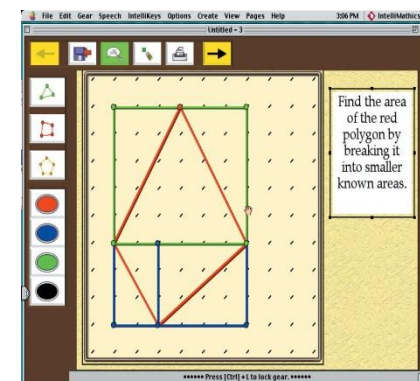 File Edit Gear Speech IntelliKeys Options Create View Pages Help 3:06 PM IntelliMathics
Untitled - 3
Find the area
of the red
polygon by
breaking it
into smaller
known areas.
•••••• Press [Ctrl] + L to lock gear. ••••••